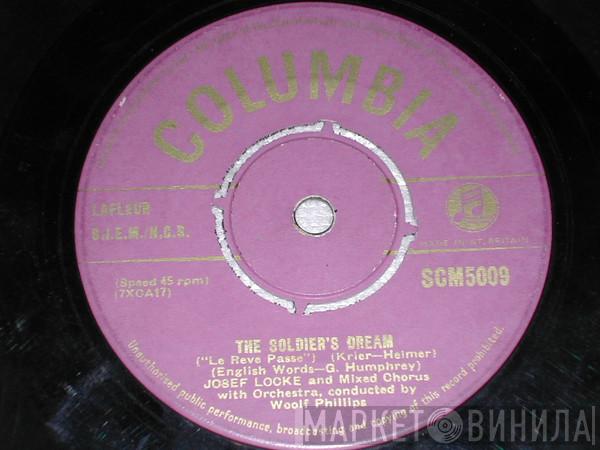 COLUMBIA
LAFLEUR
B.I.E.M./N.C.B.
MADE IN GT. BRITAIN
(Speed 45 rpm)
(7XCA17)
SCM5009
THE SOLDIER'S DREAM
("Le Reve Passe") (Krier—Helmer)
(English Words—G. Humphrey)
JOSEF LOCKE and Mixed Chorus
with Orchestra, conducted by
Woolf Phillips
Unauthorised public performance, broadcasting and copying of this record prohibited.
МАРКЕТ ВИНИЛА